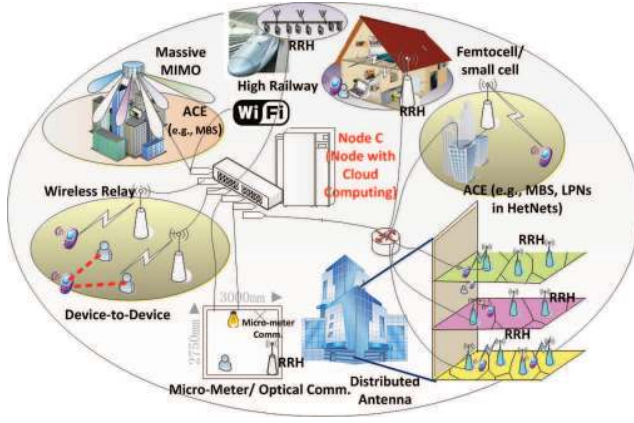 Massive
MIMO
ACE
(e.g., MBS)
RRH
High Railway
WiFi
RRH
Femtocell/
small cell
Node C
(Node with
Cloud
Computing)
ACE (e.g., MBS, LPNs
in HetNets)
Wireless Relay
Device-to-Device
3000mm
2750mm
Micro-meter
Comm.
RRH
Micro-Meter/ Optical Comm.
Distributed
Antenna
RRH
RRH
RRH